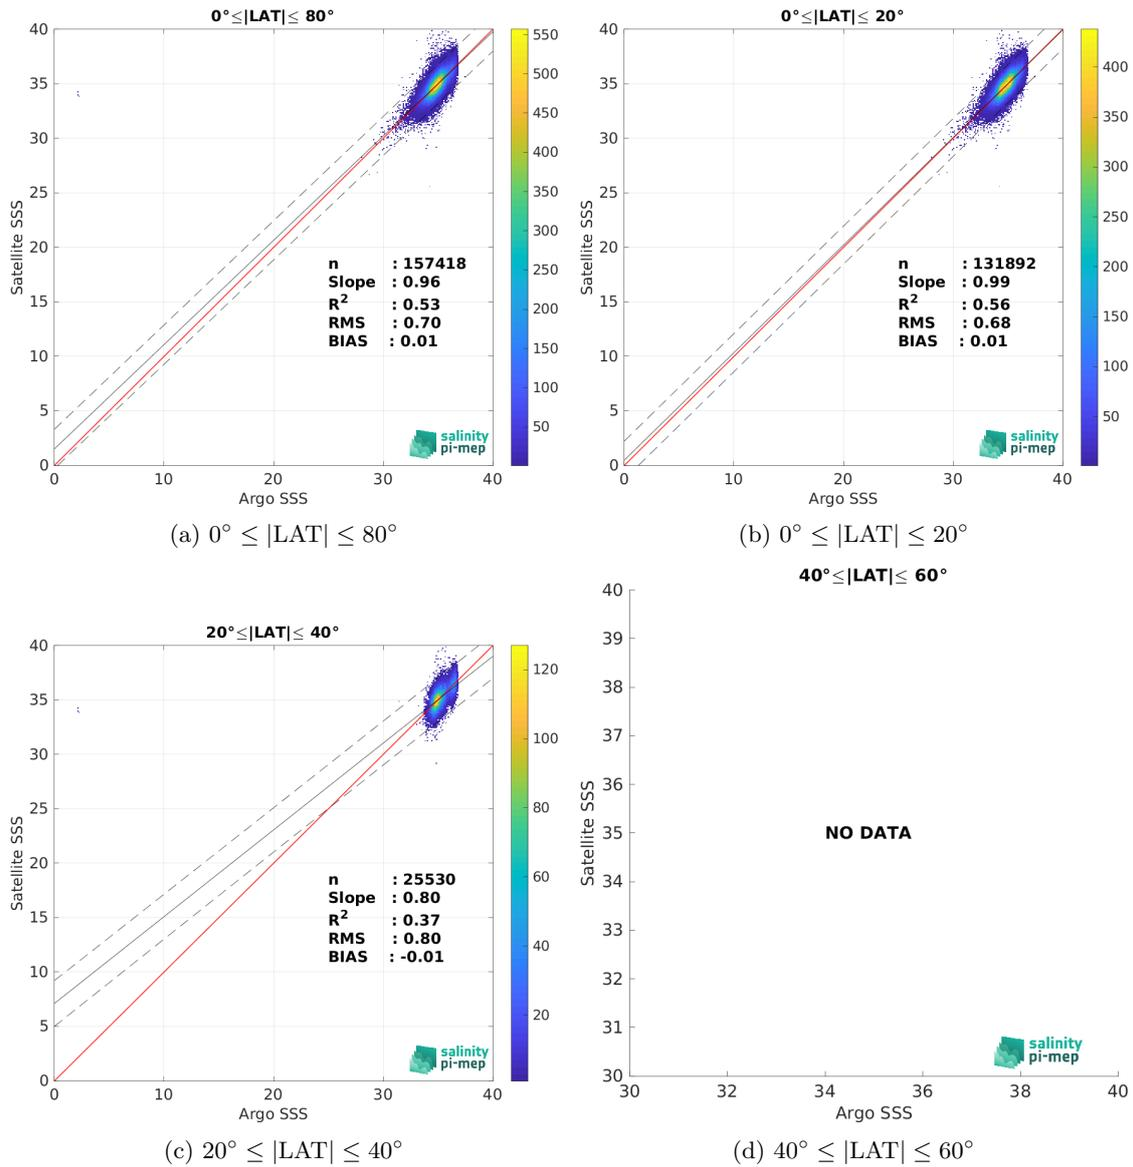 0°≤|LAT|≤ 80°
40
35
30
25
20
15
10
5
0
Satellite SSS
0
10
20
30
40
Argo SSS
n : 157418
Slope : 0.96
R² : 0.53
RMS : 0.70
BIAS : 0.01
salinity
pi-mep
550
500
450
400
350
300
250
200
150
100
50
(a) 0° ≤ |LAT| ≤ 80°
0°≤|LAT|≤ 20°
40
35
30
25
20
15
10
5
0
Satellite SSS
0
10
20
30
40
Argo SSS
n : 131892
Slope : 0.99
R² : 0.56
RMS : 0.68
BIAS : 0.01
salinity
pi-mep
400
350
300
250
200
150
100
50
(b) 0° ≤ |LAT| ≤ 20°
20°≤|LAT|≤ 40°
40
35
30
25
20
15
10
5
0
Satellite SSS
0
10
20
30
40
Argo SSS
n : 25530
Slope : 0.80
R² : 0.37
RMS : 0.80
BIAS : -0.01
salinity
pi-mep
120
100
80
60
40
20
(c) 20° ≤ |LAT| ≤ 40°
40°≤|LAT|≤ 60°
40
39
38
37
36
35
34
33
32
31
30
Satellite SSS
NO DATA
salinity
pi-mep
30
32
34
36
38
40
Argo SSS
(d) 40° ≤ |LAT| ≤ 60°